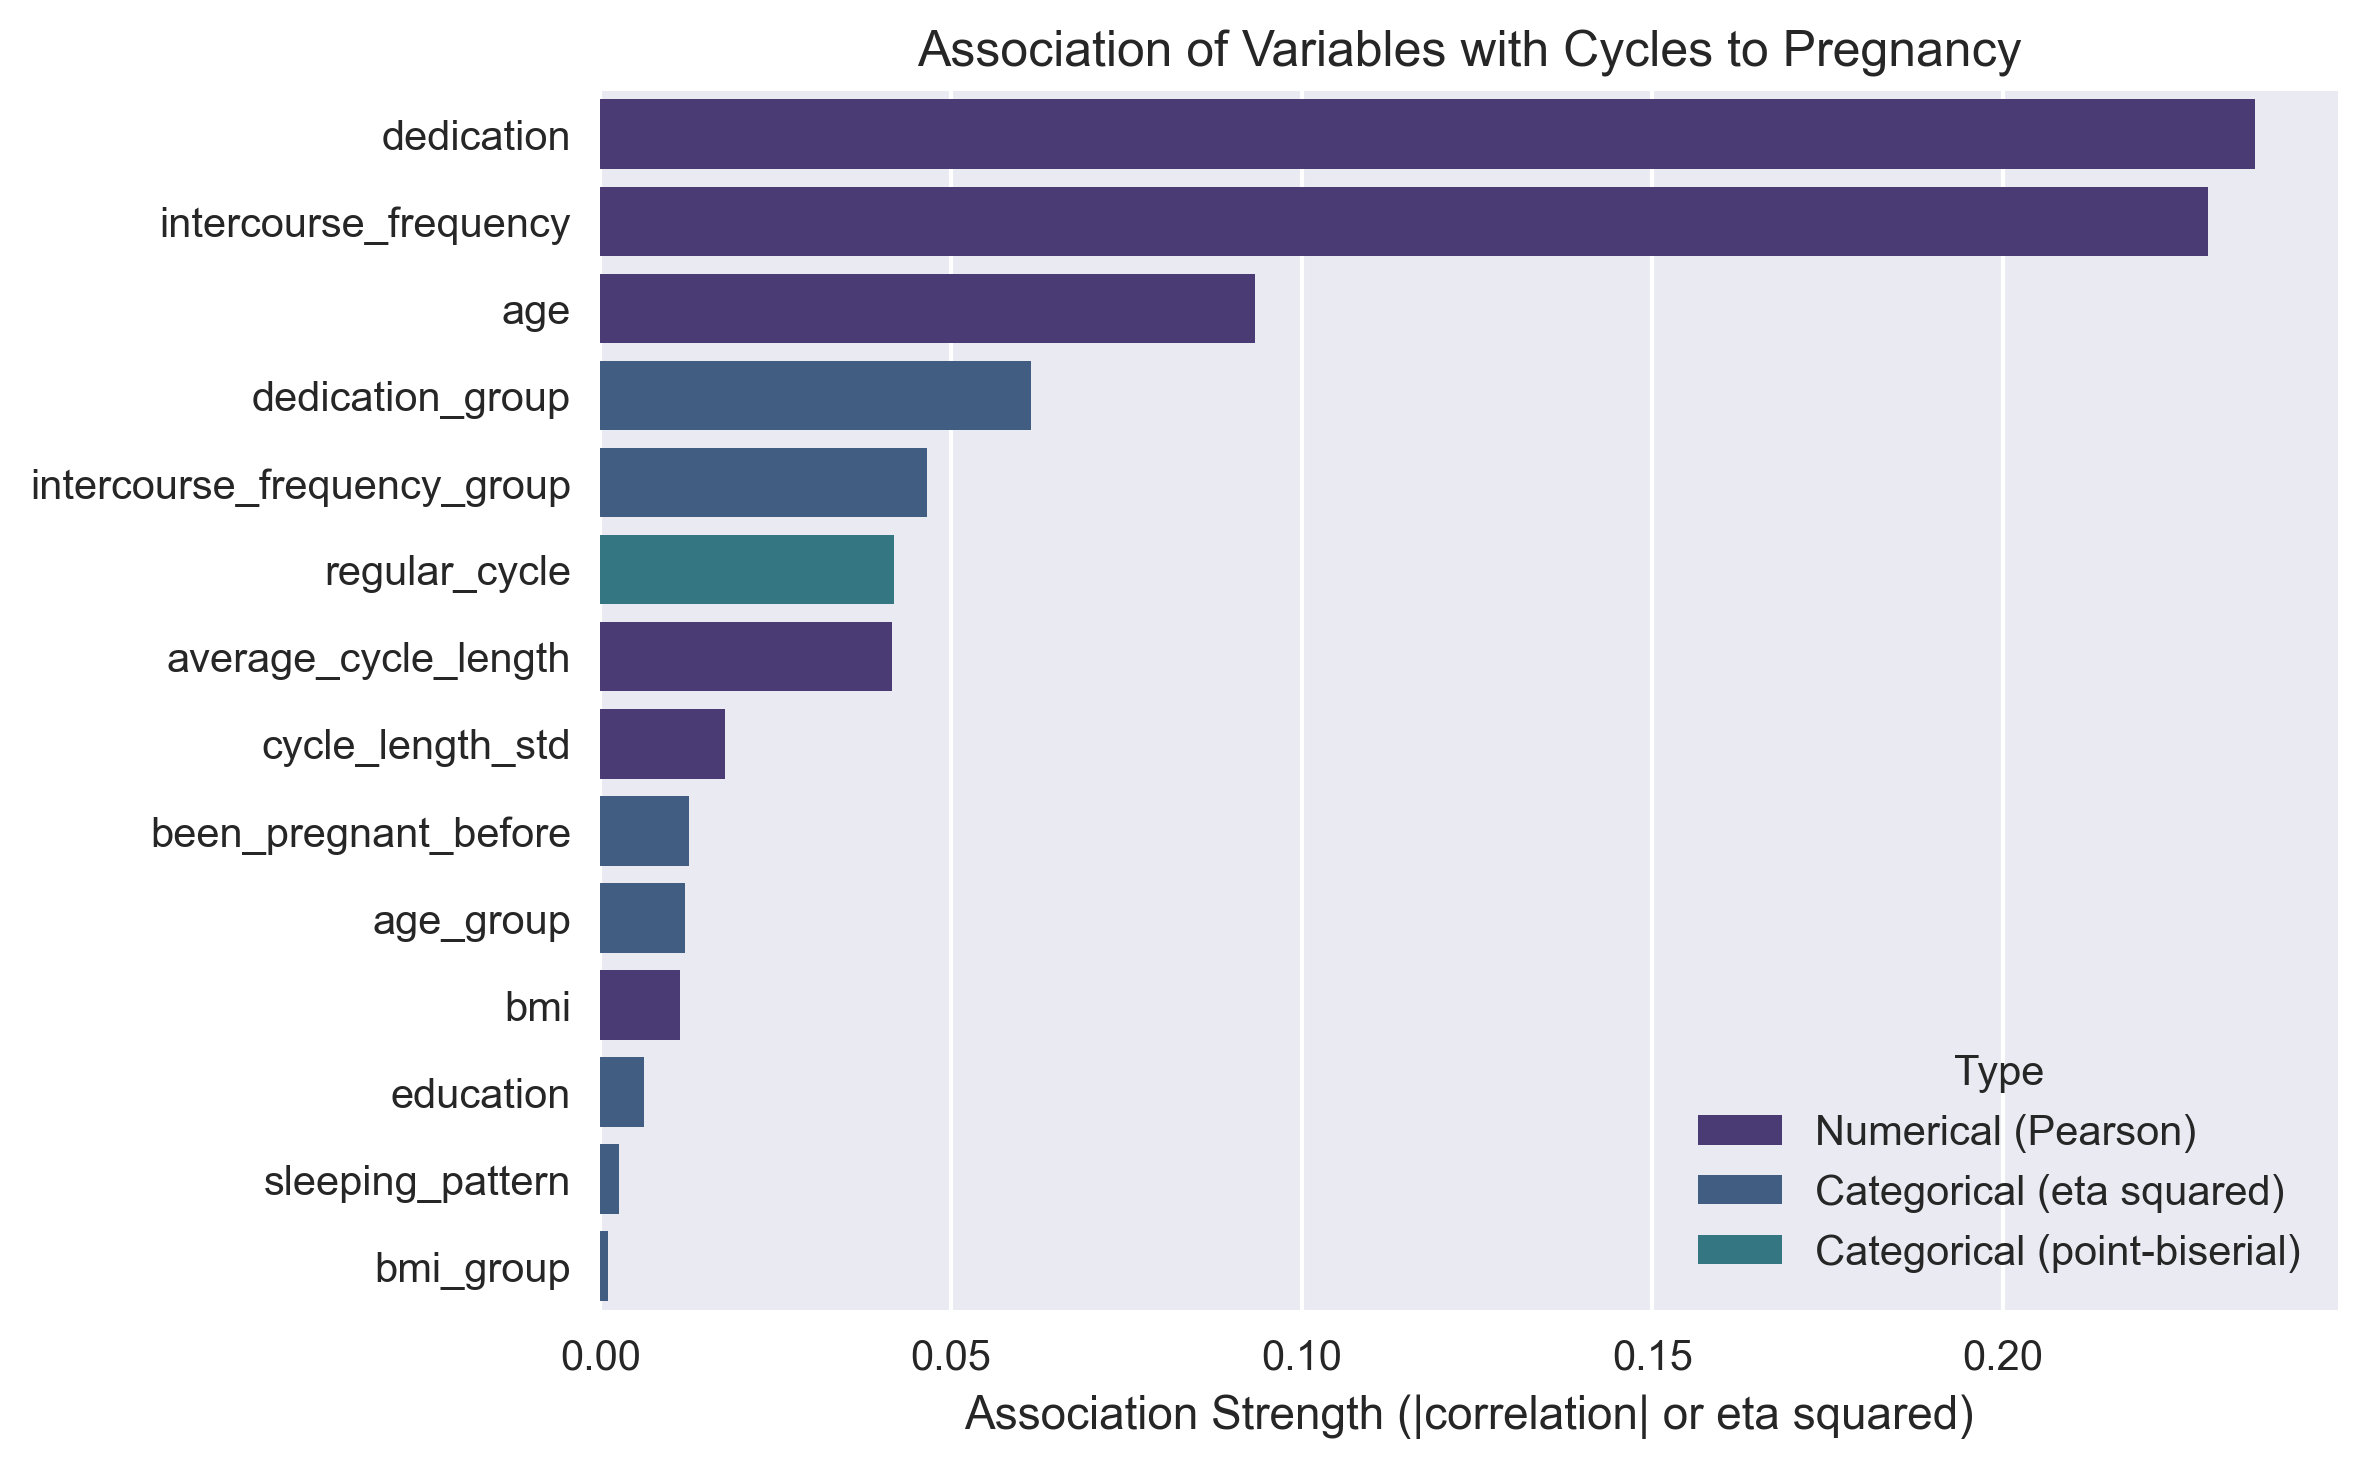 Association of Variables with Cycles to Pregnancy
dedication
intercourse_frequency
age
dedication_group
intercourse_frequency_group
regular_cycle
average_cycle_length
cycle_length_std
been_pregnant_before
age_group
bmi
education
sleeping_pattern
bmi_group
Type
Numerical (Pearson)
Categorical (eta squared)
Categorical (point-biserial)
0.00 0.05 0.10 0.15 0.20
Association Strength (|correlation| or eta squared)